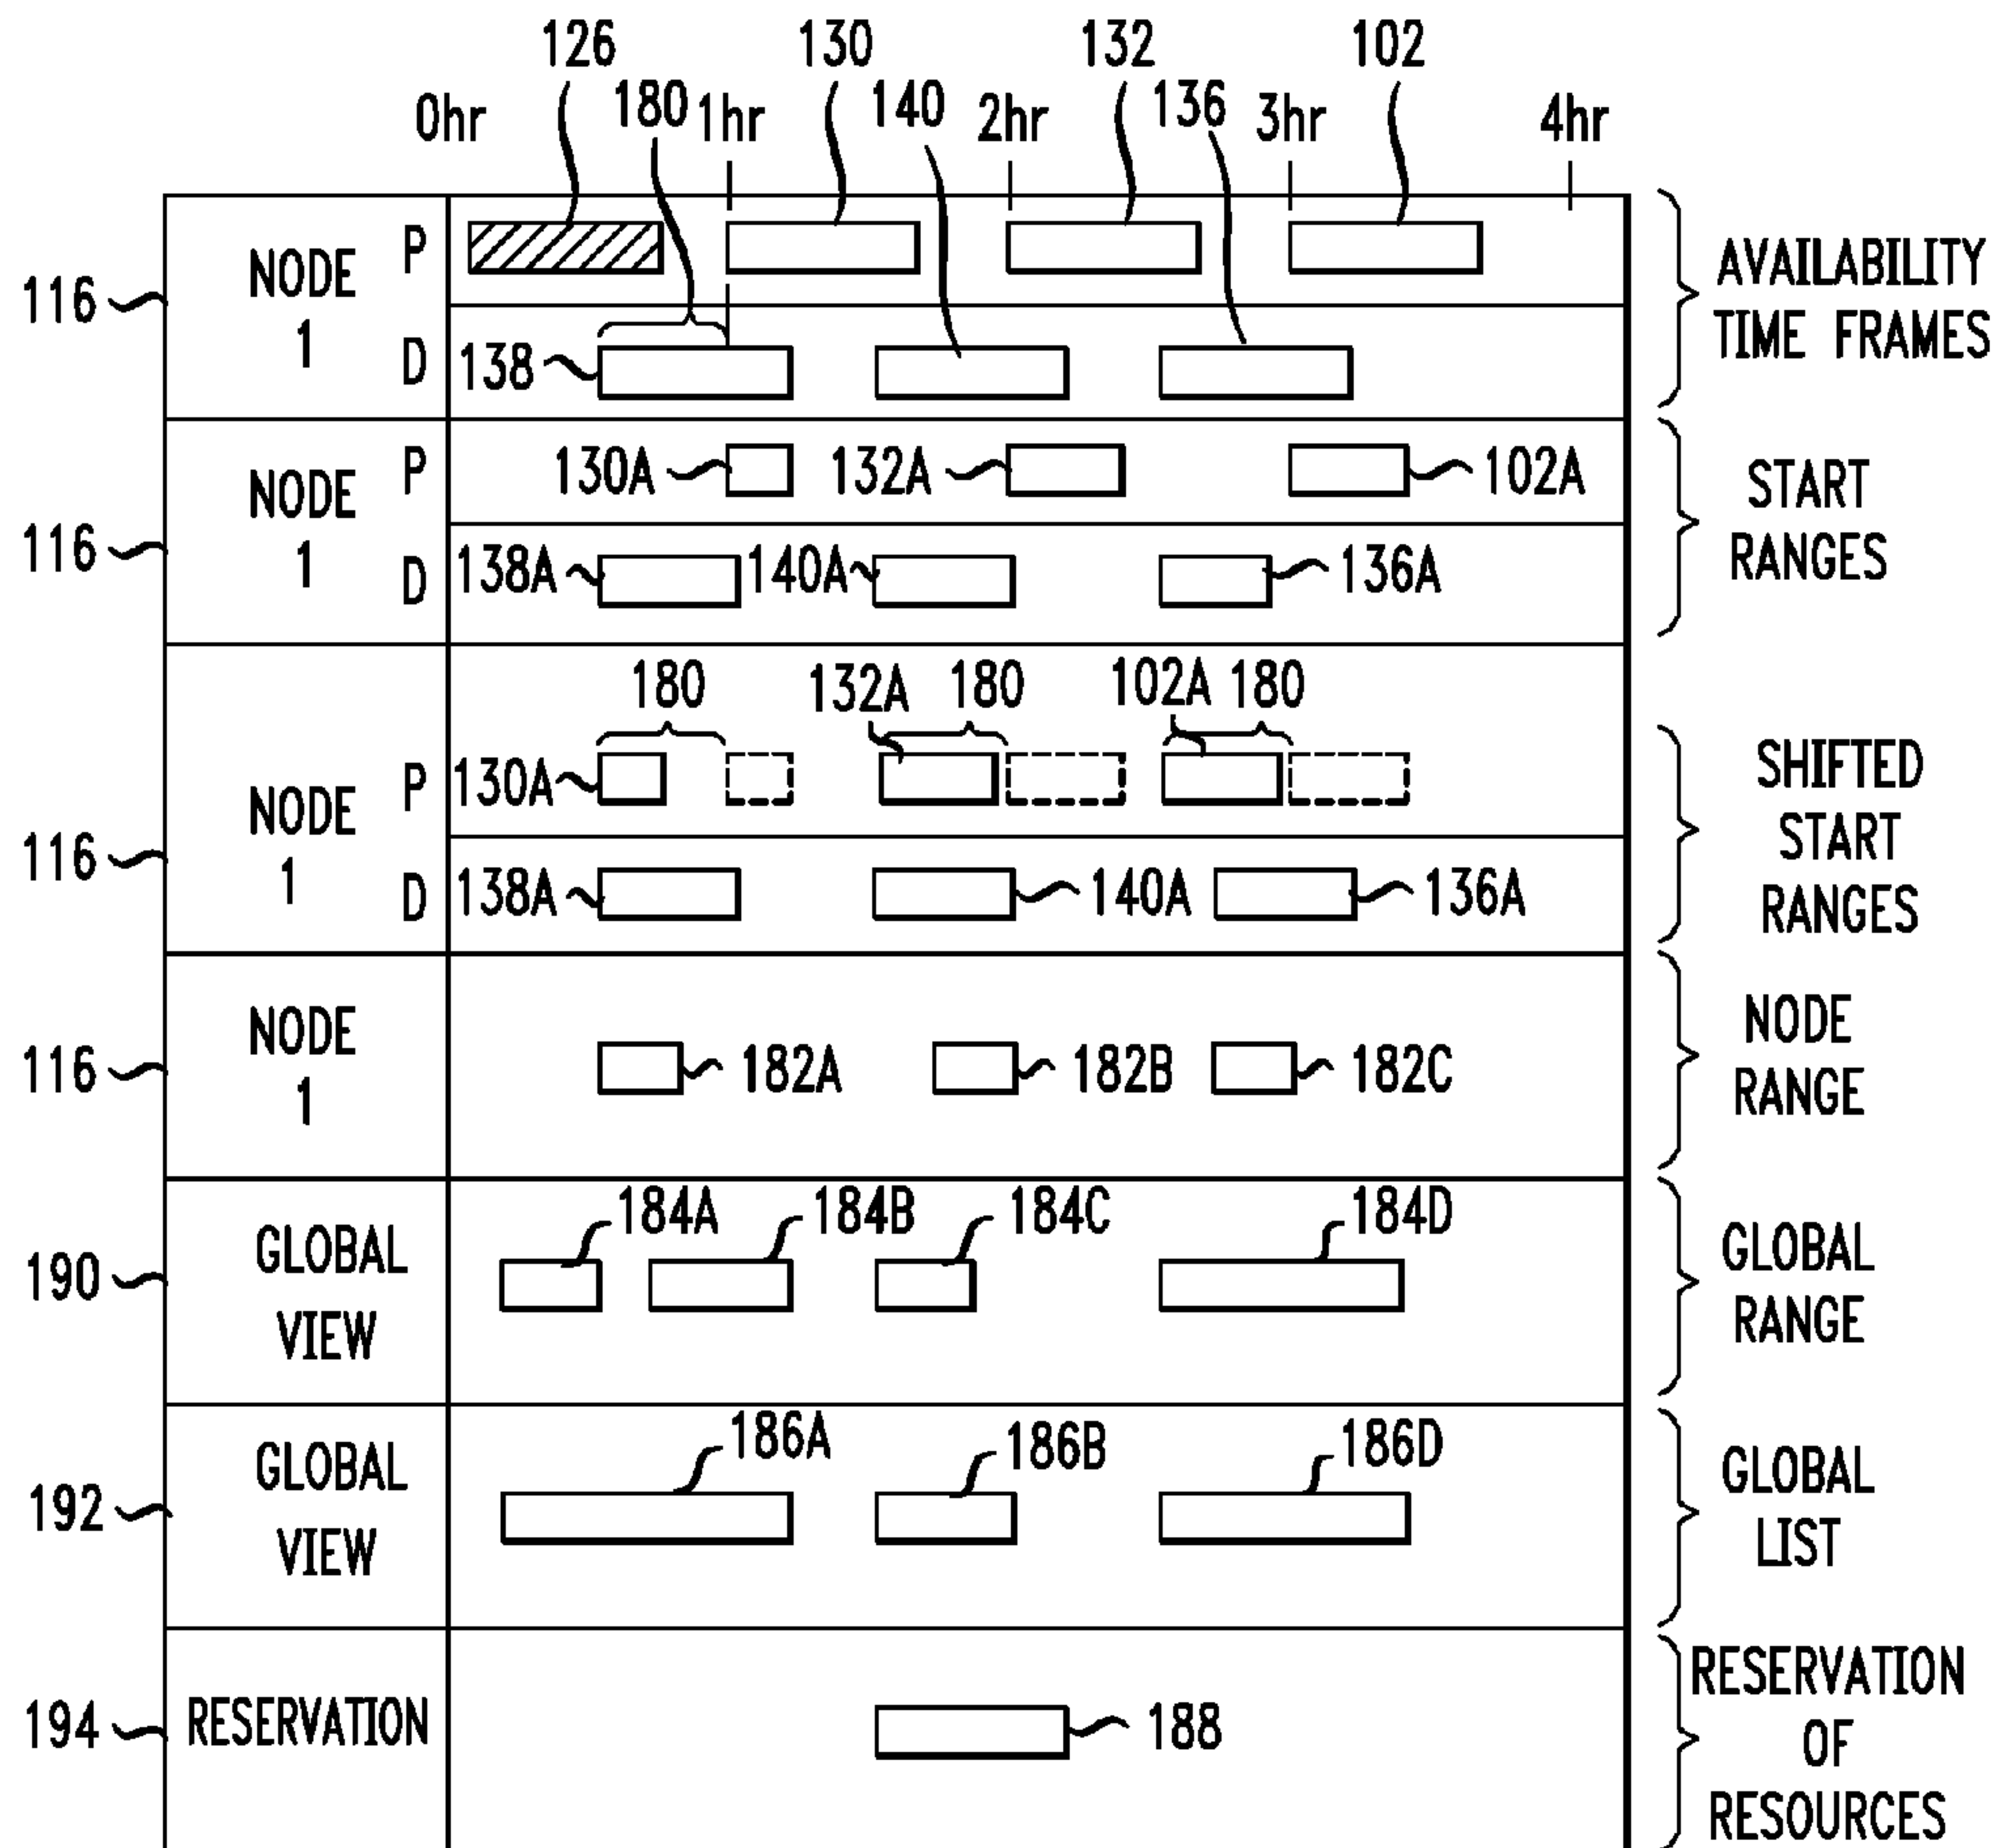 126 130 132 102
0hr 180 1hr 140 2hr 136 3hr 4hr
116 NODE 1 P AVAILABILITY TIME FRAMES
D 138
116 NODE 1 P 130A 132A 102A START RANGES
D 138A 140A 136A
180 132A 180 102A 180
116 NODE 1 P 130A SHIFTED START RANGES
D 138A 140A 136A
116 NODE 1 182A 182B 182C NODE RANGE
184A 184B 184C 184D
190 GLOBAL VIEW GLOBAL RANGE
186A 186B 186D
192 GLOBAL VIEW GLOBAL LIST
194 RESERVATION 188 RESERVATION OF RESOURCES